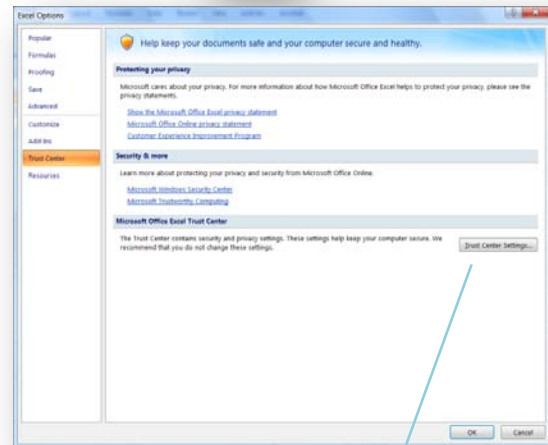 Excel Options
Popular
Formulas
Proofing
Save
Advanced
Customize
Add-Ins
Trust Center
Resources
Help keep your documents safe and your computer secure and healthy.
Protecting your privacy
Microsoft cares about your privacy. For more information about how Microsoft Office Excel helps to protect your privacy, please see the
privacy statements.
Show the Microsoft Office Excel privacy statement
Microsoft Office Online privacy statement
Customer Experience Improvement Program
Security & more
Learn more about protecting your privacy and security from Microsoft Office Online.
Microsoft Windows Security Center
Microsoft Trustworthy Computing
Microsoft Office Excel Trust Center
The Trust Center contains security and privacy settings. These settings help keep your computer secure. We
recommend that you do not change these settings.
Trust Center Settings...
OK
Cancel